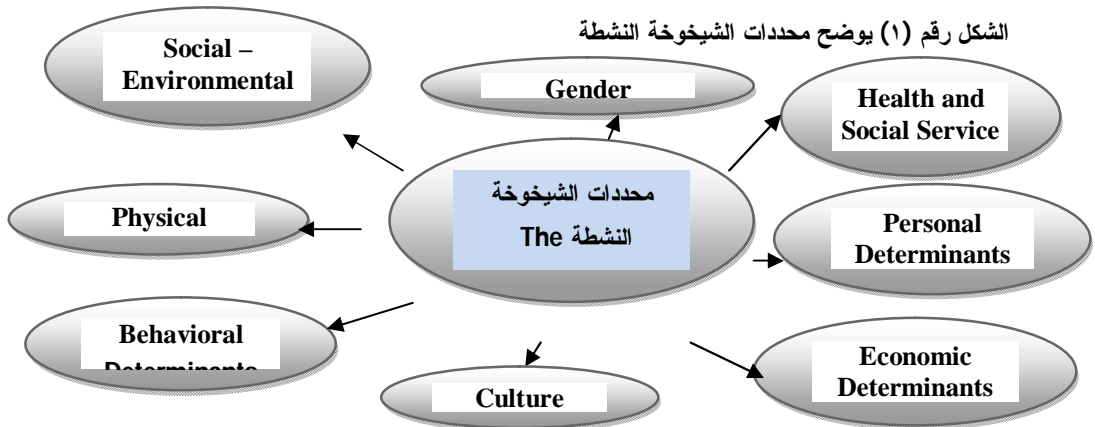 الشكل رقم (١) يوضح محددات الشيخوخة النشطة
Social –
Environmental
Gender
Health and
Social Service
محددات الشيخوخة
النشطة The
Physical
Personal
Determinants
Behavioral
Determinants
Culture
Economic
Determinants